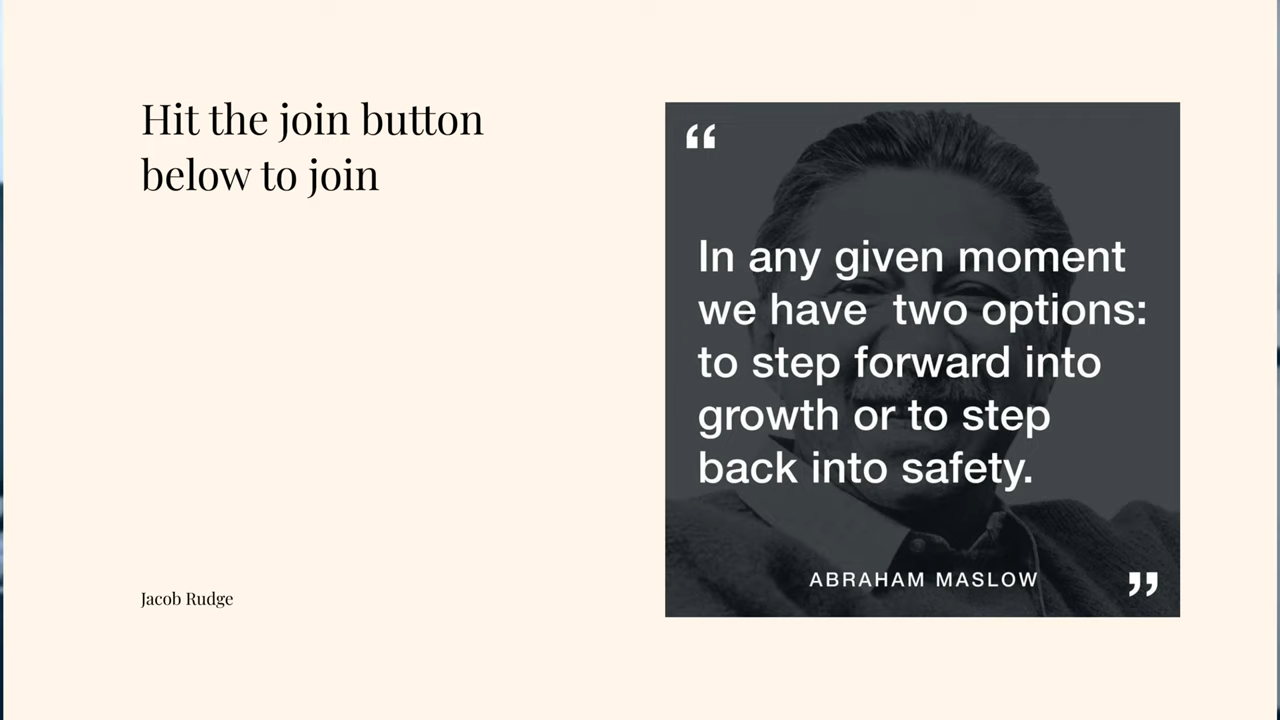 Hit the join button
below to join
Jacob Rudge
“
In any given moment
we have  two options:
to step forward into
growth or to step
back into safety.
ABRAHAM MASLOW
”